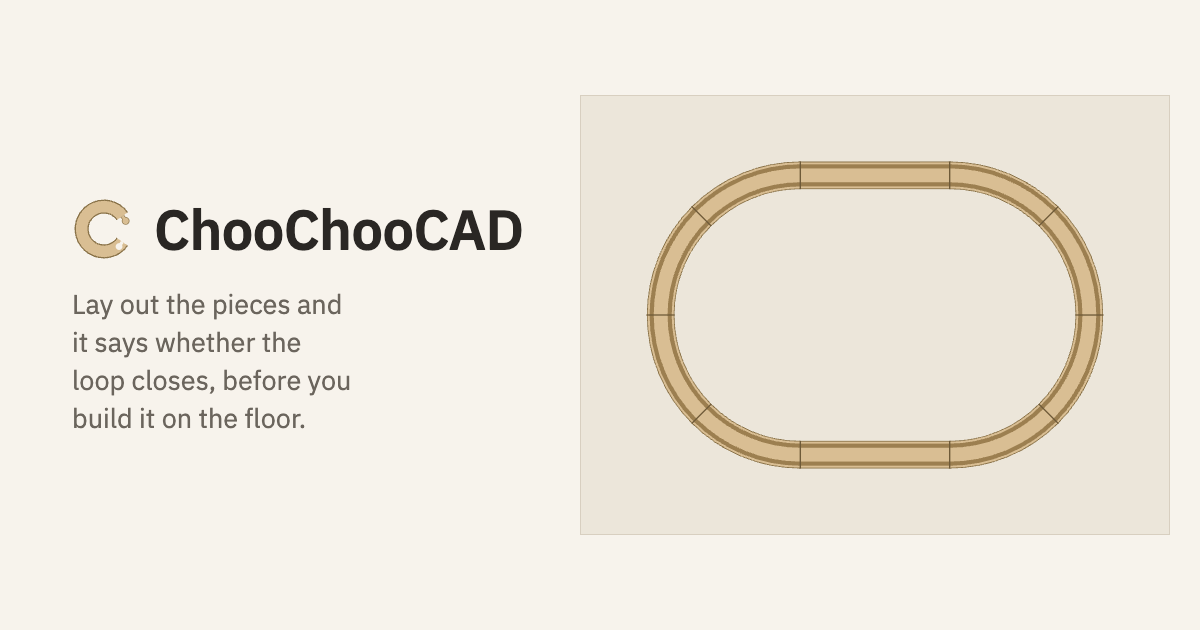 ChooChooCAD
Lay out the pieces and
it says whether the
loop closes, before you
build it on the floor.